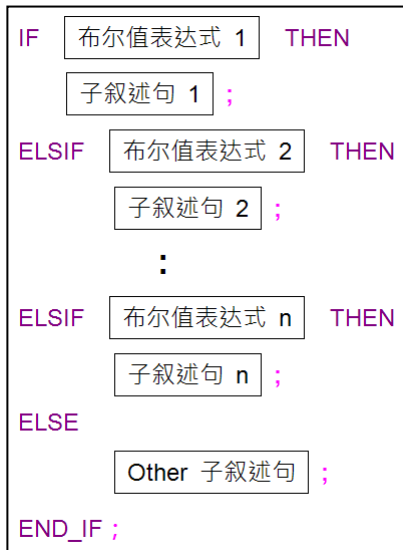 IF 布尔值表达式 1 THEN
子叙述句 1 ;
ELSIF 布尔值表达式 2 THEN
子叙述句 2 ;
:
ELSIF 布尔值表达式 n THEN
子叙述句 n ;
ELSE
Other 子叙述句 ;
END_IF ;